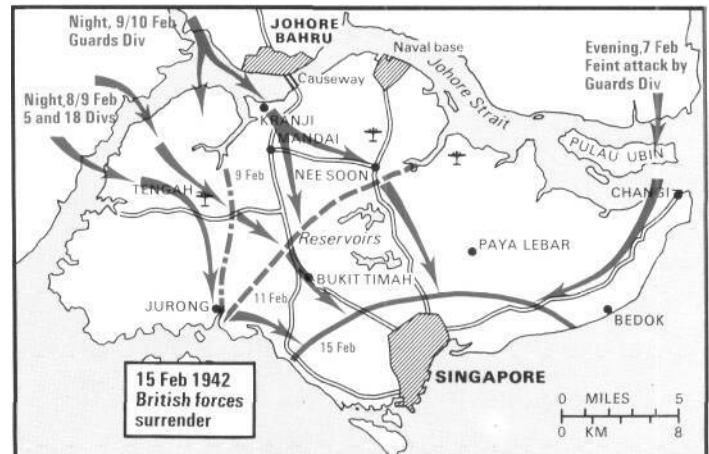 Night, 9/10 Feb
Guards Div
JOHORE
BAHRU
Naval base
Causeway
Johore Strait
Evening,7 Feb
Feint attack by
Guards Div
Night,8/9 Feb
5 and 18 Divs
KRANJI
MANDAI
NEE SOON
PULAU UBIN
CHANGI
TENGAH
9 Feb
Reservoirs
PAYA LEBAR
BUKIT TIMAH
JURONG
11 Feb
15 Feb
BEDOK
SINGAPORE
15 Feb 1942
British forces
surrender
0 MILES 5
0 KM 8